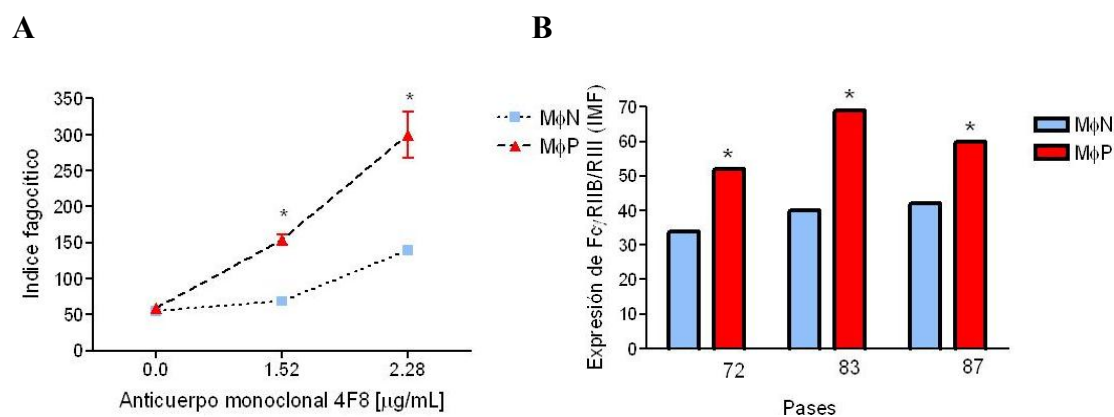 A
B
Indice fagocítico
350
300
250
200
150
100
50
0
*
*
0.0 1.52 2.28
Anticuerpo monoclonal 4F8 [μg/mL]
MϕN
MϕP
Expresión de FcγRIIB/RIII (IMF)
70
60
50
40
30
20
10
0
*
*
*
72 83 87
Pases
MϕN
MϕP